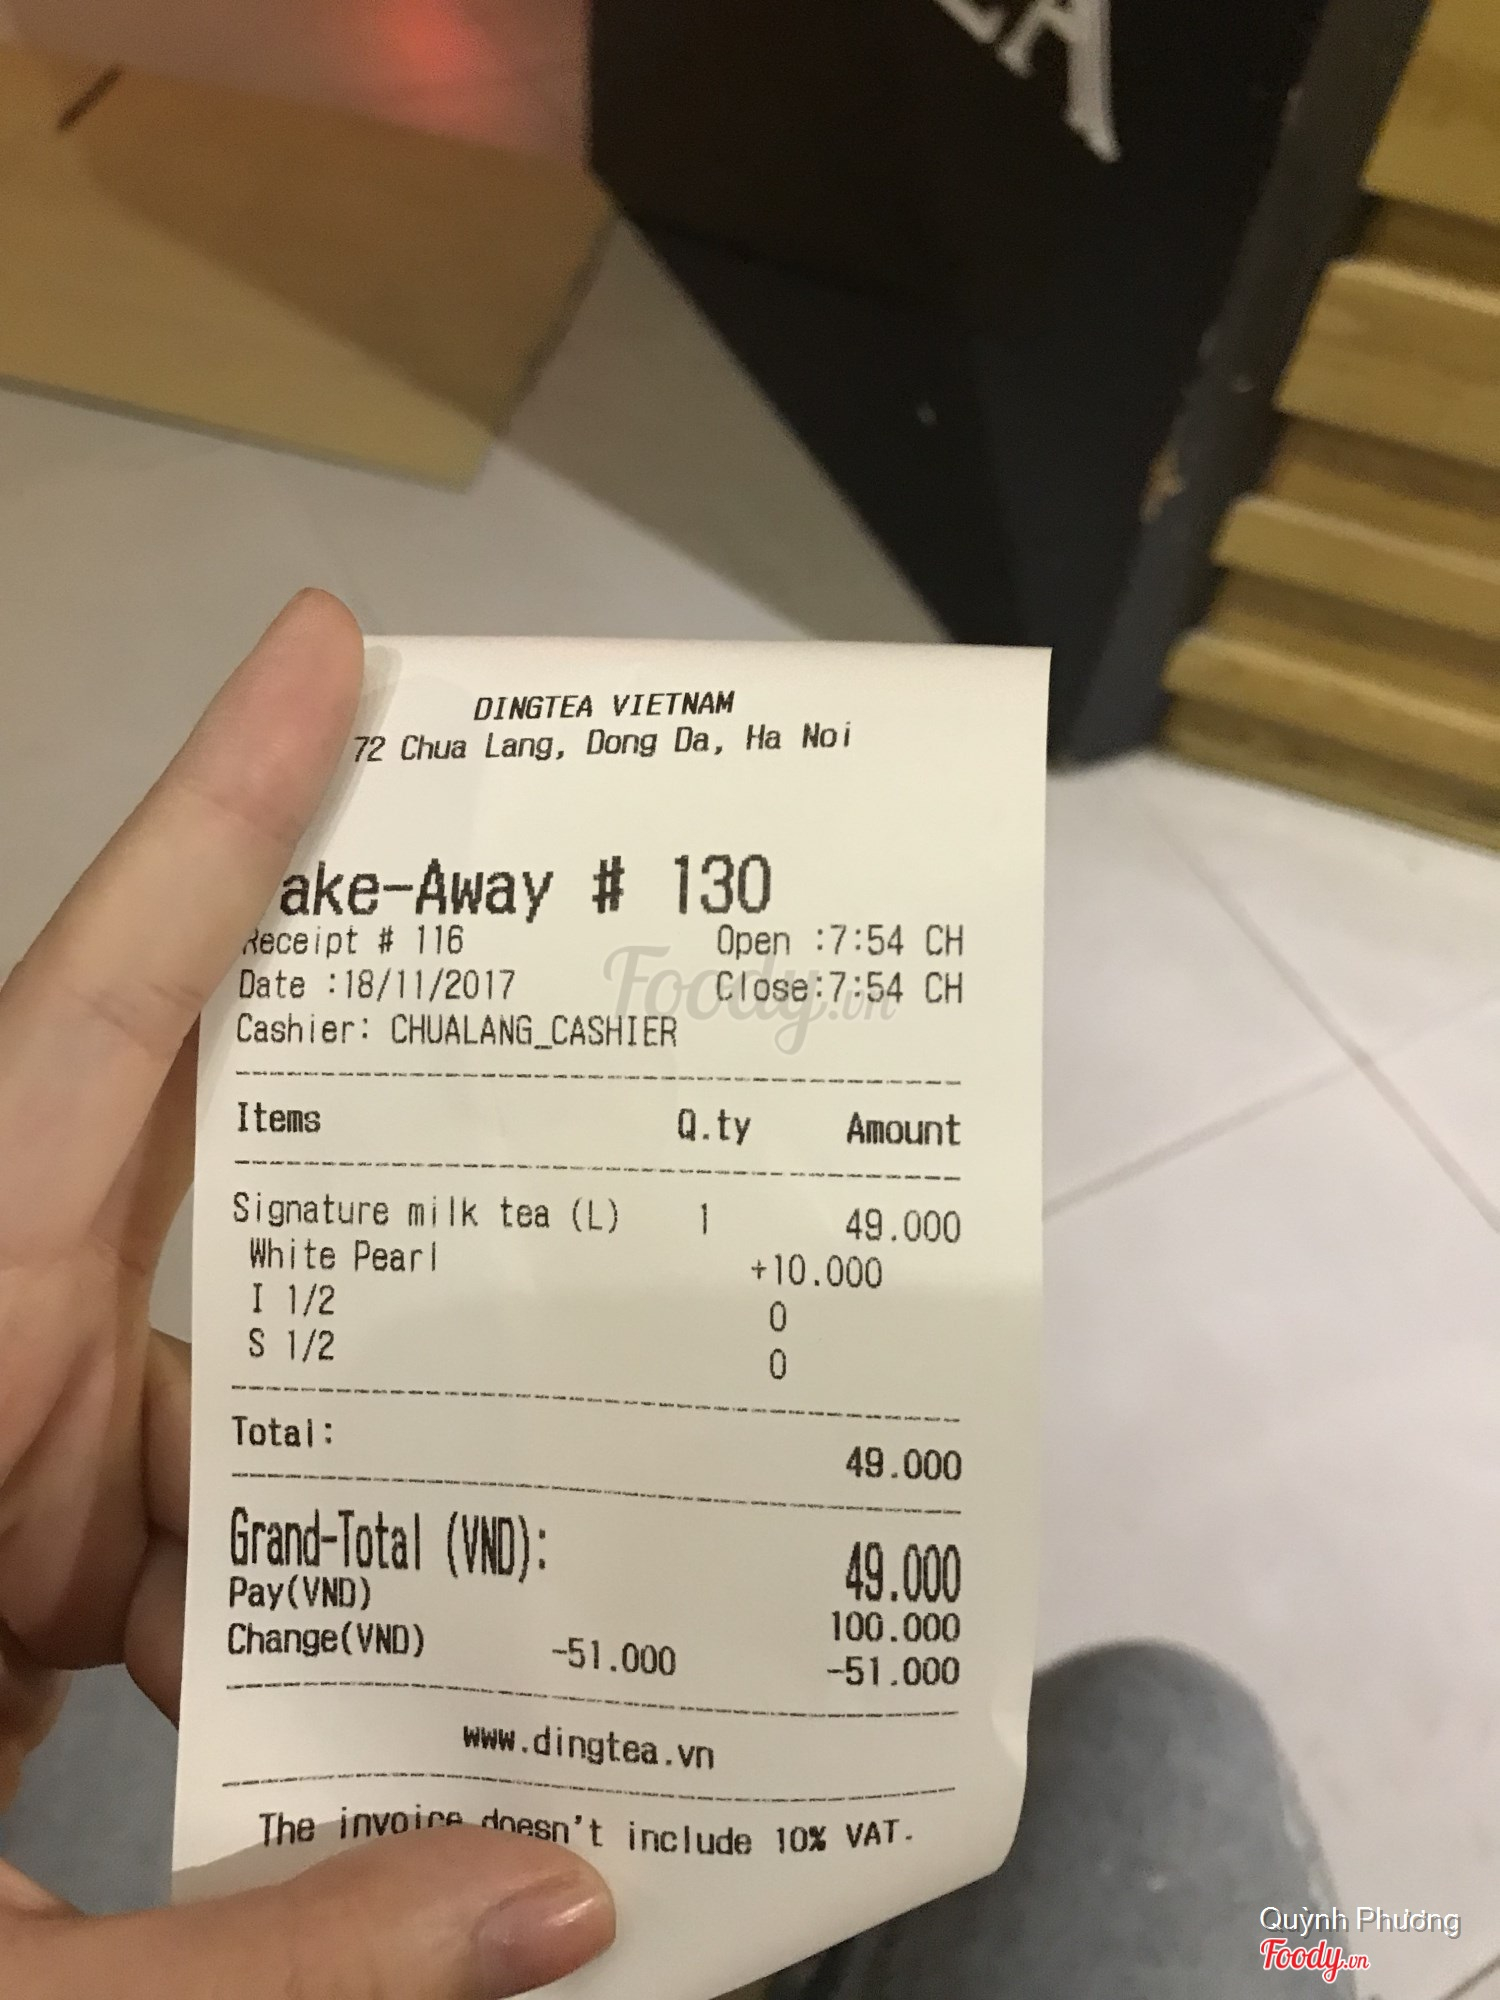 DINGTEA VIETNAM
72 Chua Lang, Dong Da, Ha Noi
ake-Away # 130
Receipt # 116 Open :7:54 CH
Date :18/11/2017 Close:7:54 CH
Cashier: CHUALANG_CASHIER
Items Q.ty Amount
Signature milk tea (L) 1 49.000
White Pearl +10.000
I 1/2 0
S 1/2 0
Total: 49.000
Grand-Total (VND): 49.000
Pay(VND) 100.000
Change(VND) -51.000 -51.000
www.dingtea.vn
The invoice doesn't include 10% VAT.
Foody.vn
Quỳnh Phương
Foody.vn